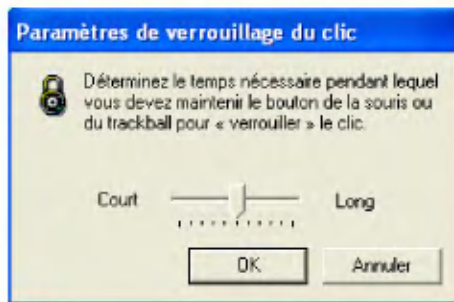 Paramètres de verrouillage du clic
Déterminez le temps nécessaire pendant lequel
vous devez maintenir le bouton de la souris ou
du trackball pour « verrouiller » le clic.
Court Long
OK Annuler